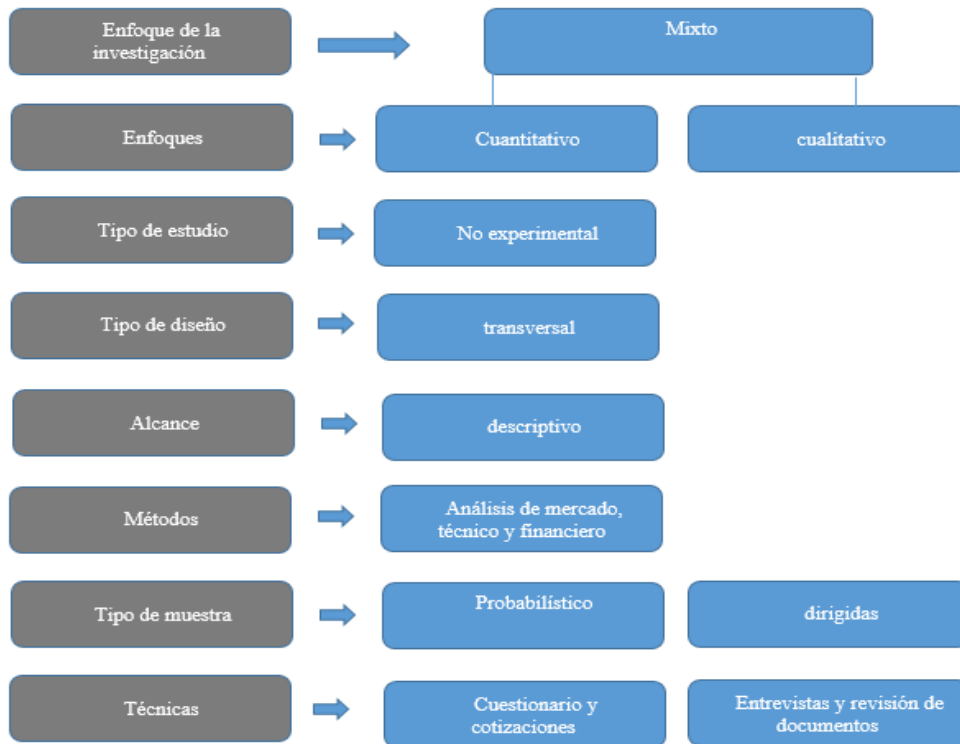 Enfoque de la
investigación
Mixto
Enfoques
Cuantitativo
cualitativo
Tipo de estudio
No experimental
Tipo de diseño
transversal
Alcance
descriptivo
Métodos
Análisis de mercado,
técnico y financiero
Tipo de muestra
Probabilístico
dirigidas
Técnicas
Cuestionario y
cotizaciones
Entrevistas y revisión de
documentos